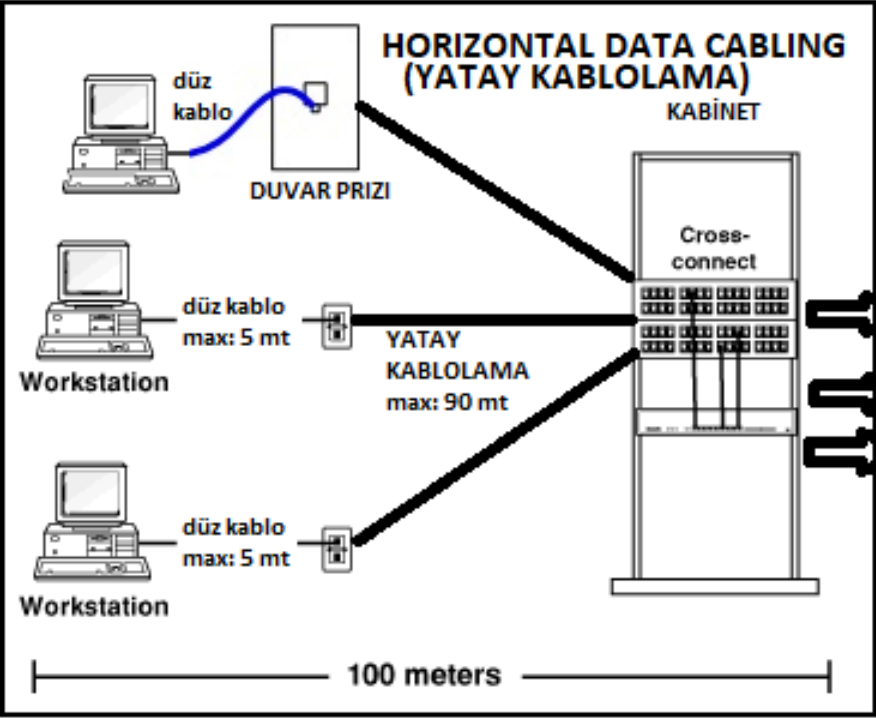 HORIZONTAL DATA CABLING
(YATAY KABLOLAMA)
KABİNET
düz
kablo
DUVAR PRIZI
Cross-
connect
düz kablo
max: 5 mt
Workstation
YATAY
KABLOLAMA
max: 90 mt
düz kablo
max: 5 mt
Workstation
100 meters